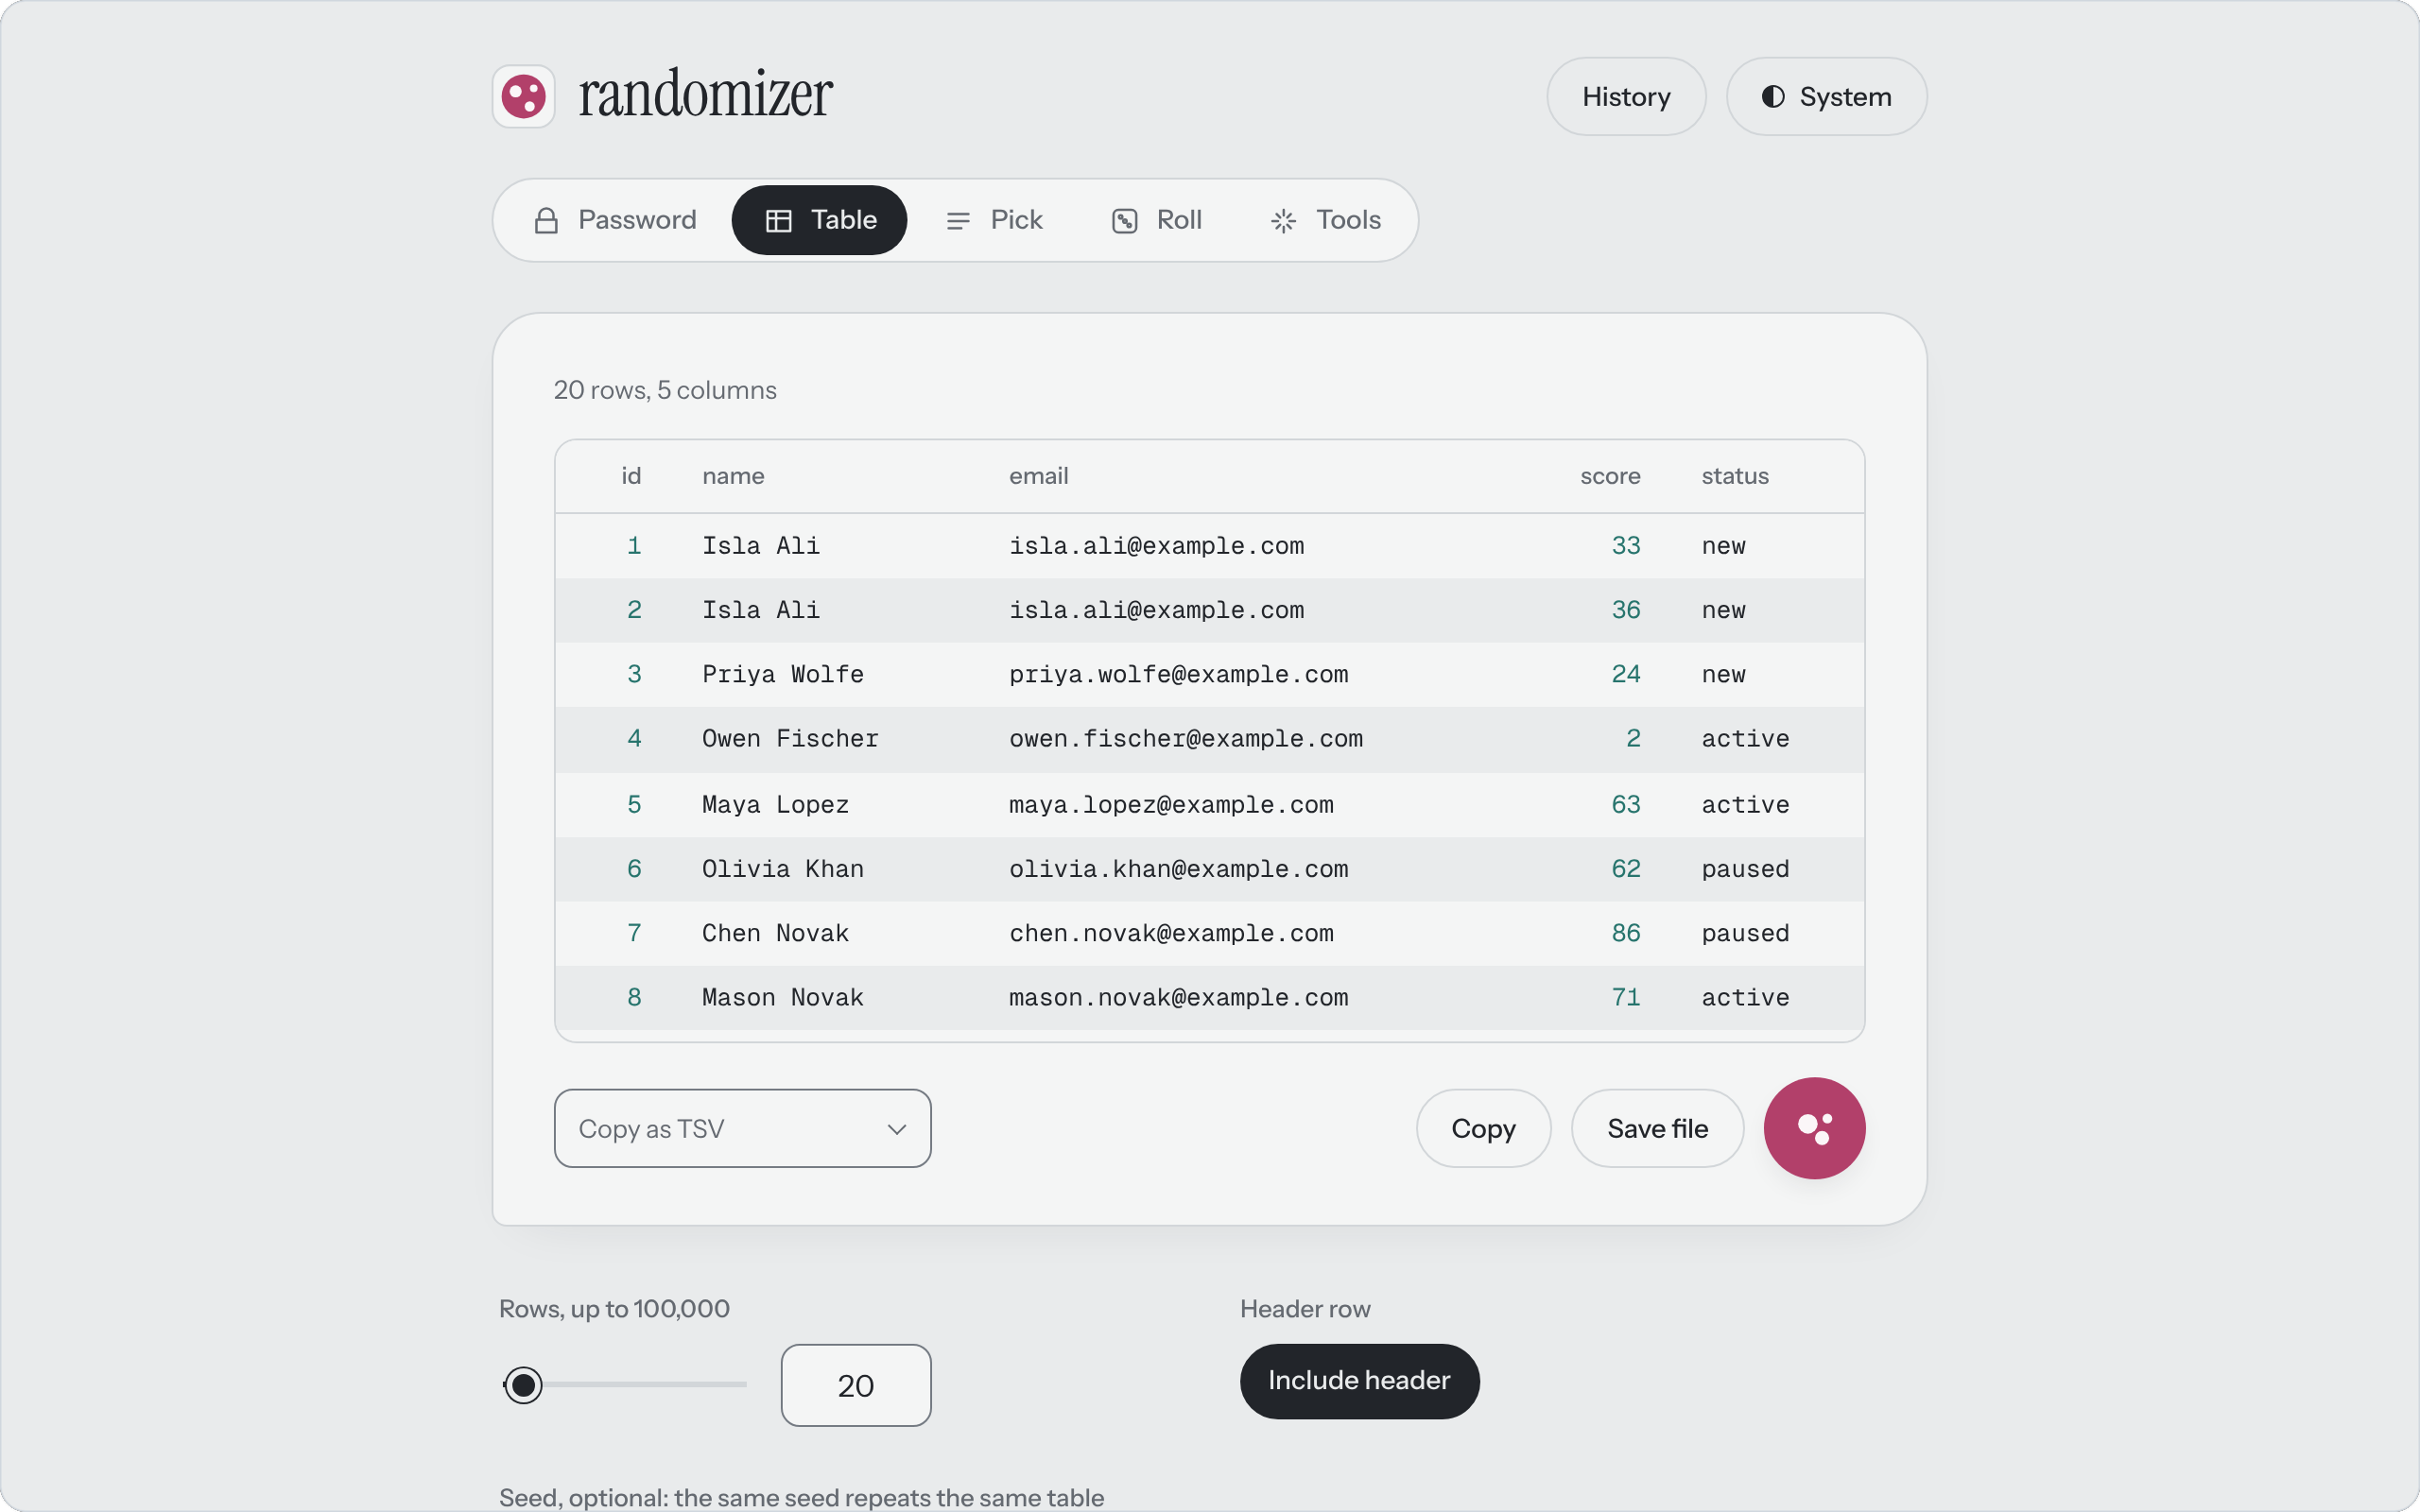 randomizer
History System
Password Table Pick Roll Tools
20 rows, 5 columns
id name email score status
1 Isla Ali isla.ali@example.com 33 new
2 Isla Ali isla.ali@example.com 36 new
3 Priya Wolfe priya.wolfe@example.com 24 new
4 Owen Fischer owen.fischer@example.com 2 active
5 Maya Lopez maya.lopez@example.com 63 active
6 Olivia Khan olivia.khan@example.com 62 paused
7 Chen Novak chen.novak@example.com 86 paused
8 Mason Novak mason.novak@example.com 71 active
Copy as TSV Copy Save file
Rows, up to 100,000 Header row
20 Include header
Seed, optional: the same seed repeats the same table